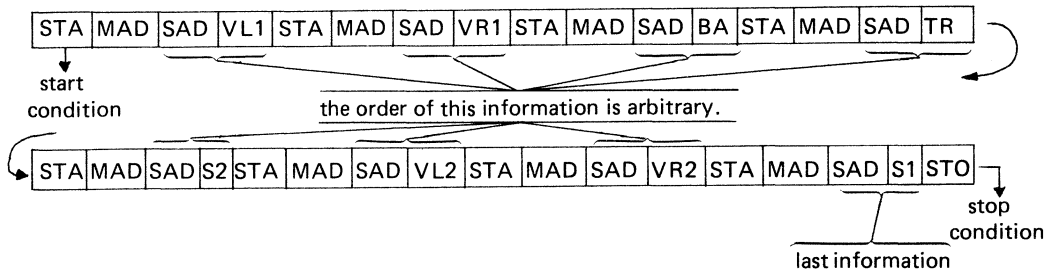 STA MAD SAD VL1 STA MAD SAD VR1 STA MAD SAD BA STA MAD SAD TR
start
condition
the order of this information is arbitrary.
STA MAD SAD S2 STA MAD SAD VL2 STA MAD SAD VR2 STA MAD SAD S1 STO
stop
condition
last information